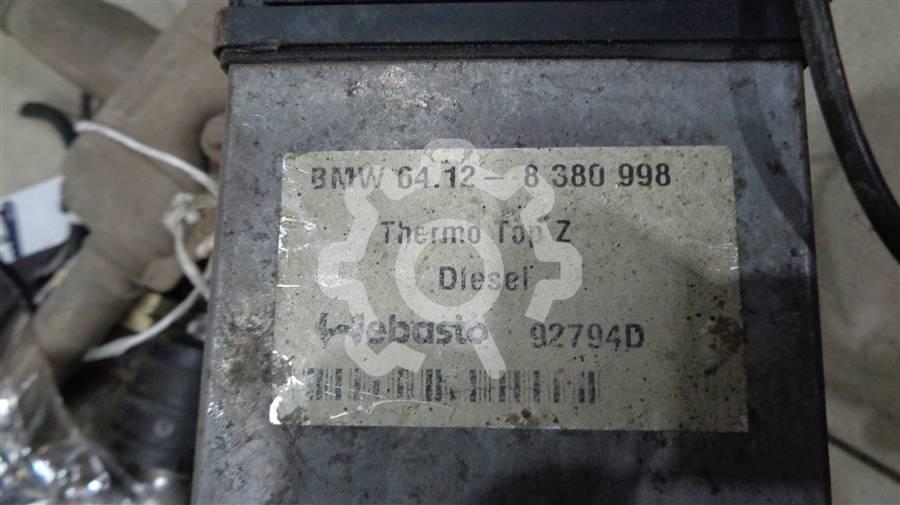 BMW 64.12 - 8 380 998
Thermo Top Z
Diesel
Webasto 92794D